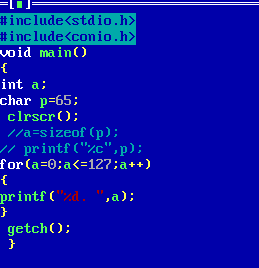 #include<stdio.h>
#include<conio.h>
void main()
{
int a;
char p=65;
clrscr();
//a=sizeof(p);
// printf("%c",p);
for(a=0;a<=127;a++)
{
printf("%d. ",a);
}
getch();
}